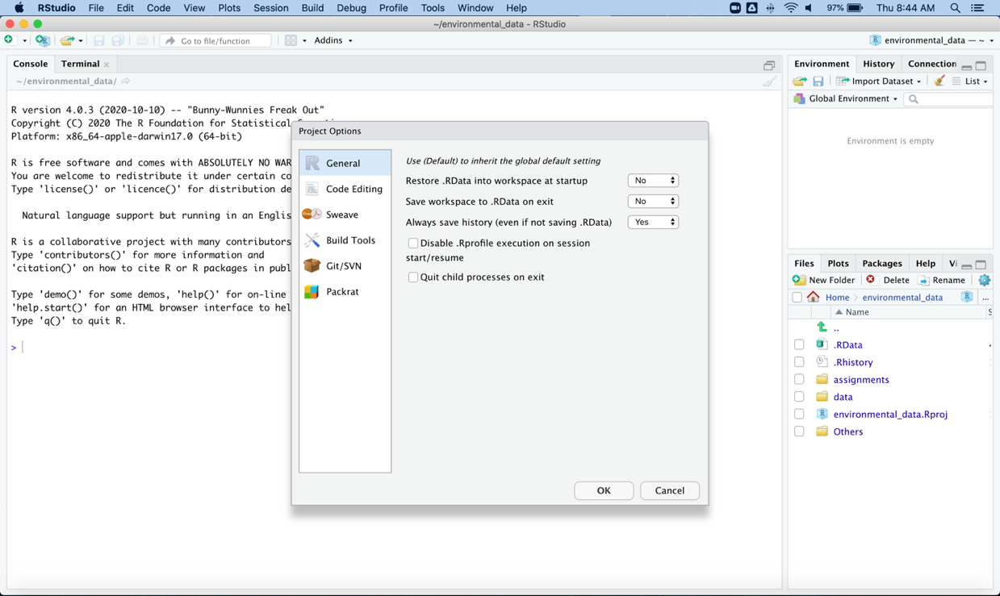 RStudio File Edit Code View Plots Session Build Debug Profile Tools Window Help 97% Thu 8:44 AM
~/environmental_data - RStudio
Go to file/function Addins environmental_data — ~
Console Terminal
~/environmental_data/
R version 4.0.3 (2020-10-10) -- "Bunny-Wunnies Freak Out"
Copyright (C) 2020 The R Foundation for Statistical
Platform: x86_64-apple-darwin17.0 (64-bit)
R is free software and comes with ABSOLUTELY NO WAR
You are welcome to redistribute it under certain co
Type 'license()' or 'licence()' for distribution de
Natural language support but running in an Englis
R is a collaborative project with many contributors
Type 'contributors()' for more information and
'citation()' on how to cite R or R packages in publ
Type 'demo()' for some demos, 'help()' for on-line
'help.start()' for an HTML browser interface to hel
Type 'q()' to quit R.
>
Project Options
General
Code Editing
Sweave
Build Tools
Git/SVN
Packrat
Use (Default) to inherit the global default setting
Restore .RData into workspace at startup No
Save workspace to .RData on exit No
Always save history (even if not saving .RData) Yes
Disable .Rprofile execution on session
start/resume
Quit child processes on exit
OK Cancel
Environment History Connection
Import Dataset List
Global Environment
Environment is empty
Files Plots Packages Help Vi
New Folder Delete Rename
Home environmental_data ...
Name S
..
.RData
.Rhistory
assignments
data
environmental_data.Rproj
Others